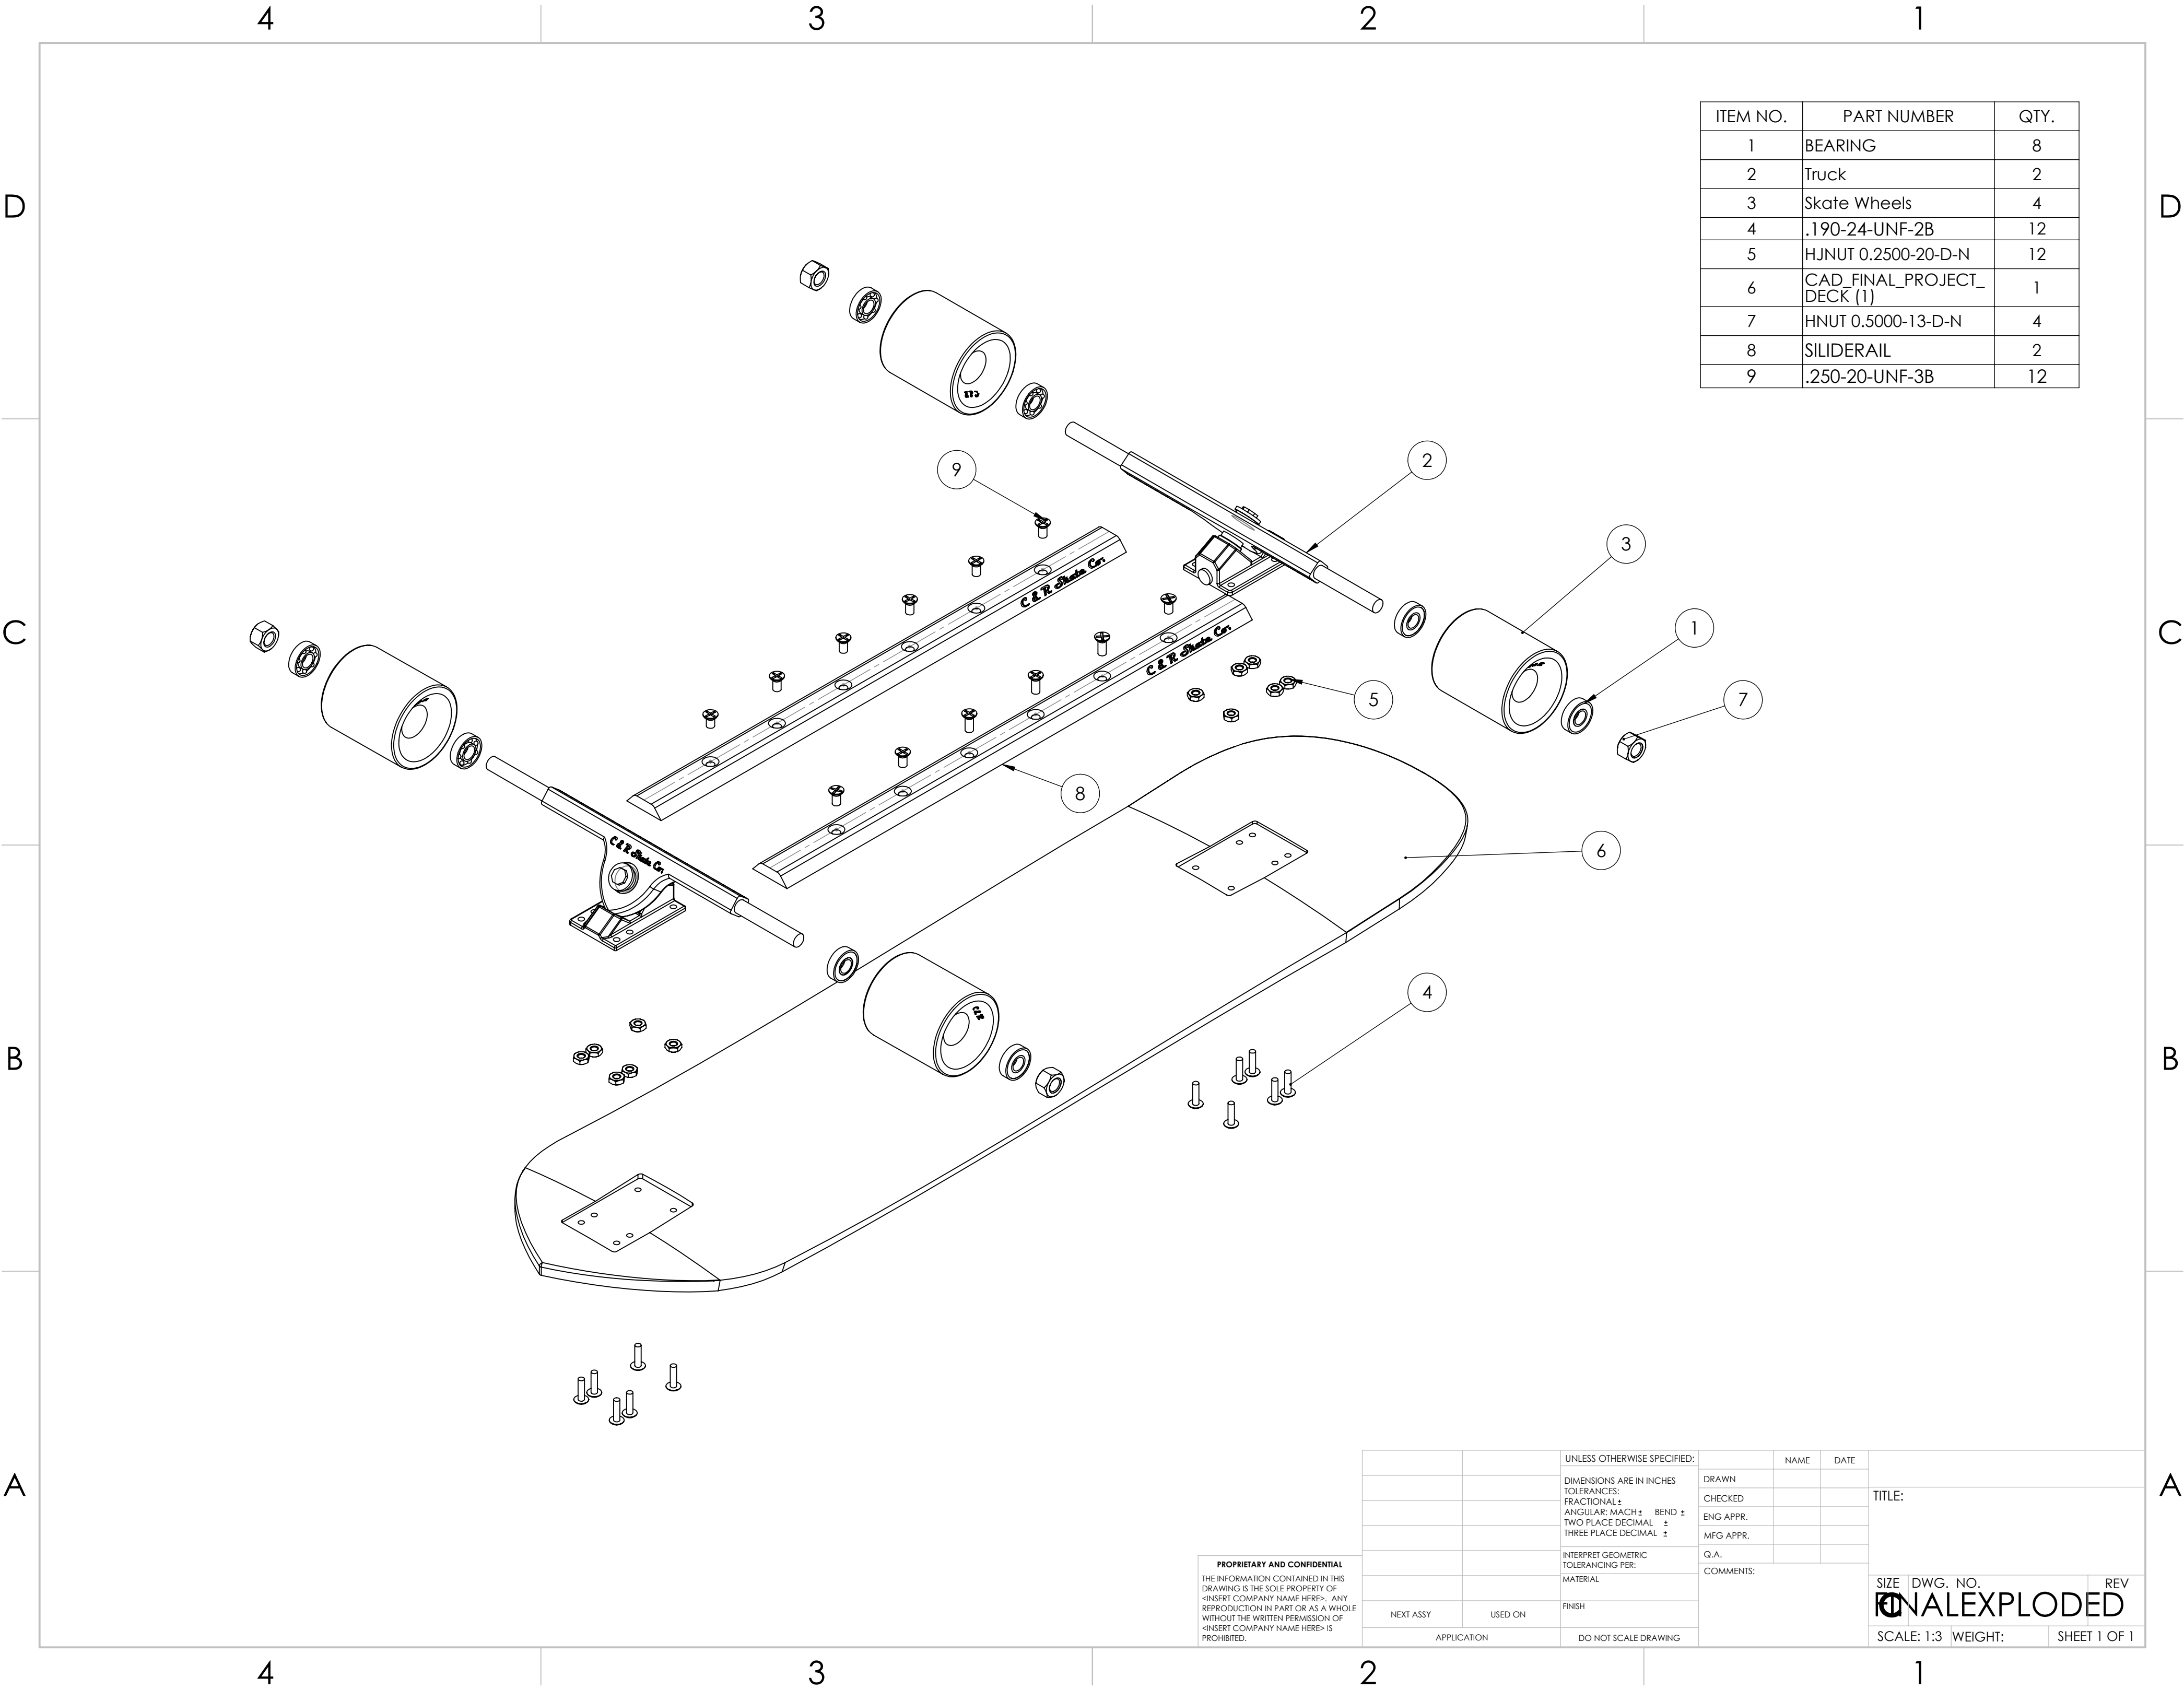 4 3 2 1
D D
C C
B B
A A
ITEM NO. PART NUMBER QTY.
1 BEARING 8
2 Truck 2
3 Skate Wheels 4
4 .190-24-UNF-2B 12
5 HJNUT 0.2500-20-D-N 12
6 CAD_FINAL_PROJECT_
DECK (1) 1
7 HNUT 0.5000-13-D-N 4
8 SILIDERAIL 2
9 .250-20-UNF-3B 12
C&R
9
2
3
C & R Skate Co.
1
C & R Skate Co.
5
7
8
C & R Skate Co.
6
4
C&R
PROPRIETARY AND CONFIDENTIAL
THE INFORMATION CONTAINED IN THIS
DRAWING IS THE SOLE PROPERTY OF
<INSERT COMPANY NAME HERE>. ANY
REPRODUCTION IN PART OR AS A WHOLE
WITHOUT THE WRITTEN PERMISSION OF
<INSERT COMPANY NAME HERE> IS
PROHIBITED.
NEXT ASSY USED ON
APPLICATION
UNLESS OTHERWISE SPECIFIED:
DIMENSIONS ARE IN INCHES
TOLERANCES:
FRACTIONAL ±
ANGULAR: MACH ± BEND ±
TWO PLACE DECIMAL ±
THREE PLACE DECIMAL ±
INTERPRET GEOMETRIC
TOLERANCING PER:
MATERIAL
FINISH
DO NOT SCALE DRAWING
NAME DATE
DRAWN
CHECKED
ENG APPR.
MFG APPR.
Q.A.
COMMENTS:
TITLE:
SIZE DWG. NO. REV
FINALEXPLODED
SCALE: 1:3 WEIGHT: SHEET 1 OF 1
4 3 2 1